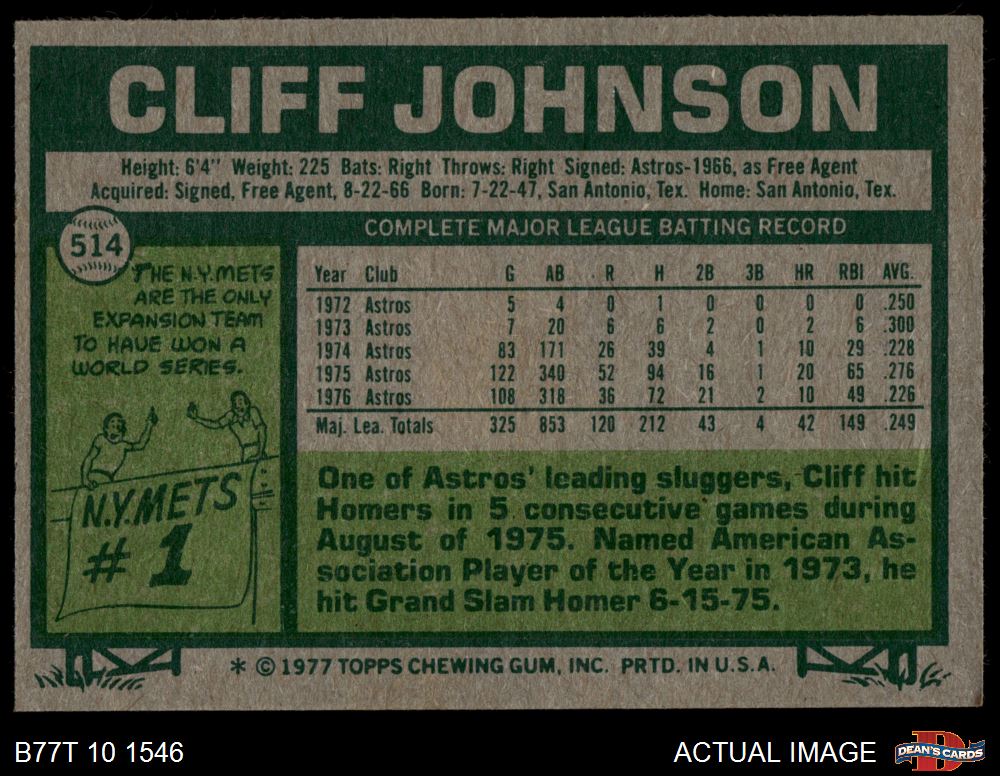 CLIFF JOHNSON
Height: 6'4" Weight: 225 Bats: Right Throws: Right Signed: Astros-1966, as Free Agent
Acquired: Signed, Free Agent, 8-22-66 Born: 7-22-47, San Antonio, Tex. Home: San Antonio, Tex.
514
THE N.Y. METS
ARE THE ONLY
EXPANSION TEAM
TO HAVE WON A
WORLD SERIES.
N.Y. METS
# 1
COMPLETE MAJOR LEAGUE BATTING RECORD
Year Club G AB R H 2B 3B HR RBI AVG.
1972 Astros 5 4 0 1 0 0 0 0 .250
1973 Astros 7 20 6 6 2 0 2 6 .300
1974 Astros 83 171 26 39 4 1 10 29 .228
1975 Astros 122 340 52 94 16 1 20 65 .276
1976 Astros 108 318 36 72 21 2 10 49 .226
Maj. Lea. Totals 325 853 120 212 43 4 42 149 .249
One of Astros' leading sluggers, Cliff hit
Homers in 5 consecutive games during
August of 1975. Named American As-
sociation Player of the Year in 1973, he
hit Grand Slam Homer 6-15-75.
* © 1977 TOPPS CHEWING GUM, INC. PRTD. IN U.S.A.
B77T 10 1546
ACTUAL IMAGE
DEAN'S CARDS